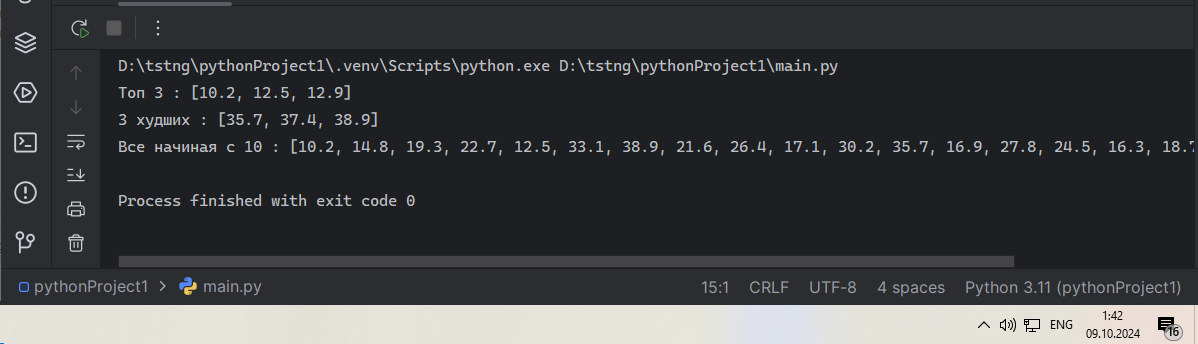 D:\tstng\pythonProject1\.venv\Scripts\python.exe D:\tstng\pythonProject1\main.py
Топ 3 : [10.2, 12.5, 12.9]
3 худших : [35.7, 37.4, 38.9]
Все начиная с 10 : [10.2, 14.8, 19.3, 22.7, 12.5, 33.1, 38.9, 21.6, 26.4, 17.1, 30.2, 35.7, 16.9, 27.8, 24.5, 16.3, 18.7
Process finished with exit code 0
pythonProject1 > main.py 15:1 CRLF UTF-8 4 spaces Python 3.11 (pythonProject1)
ENG 1:42
09.10.2024 16